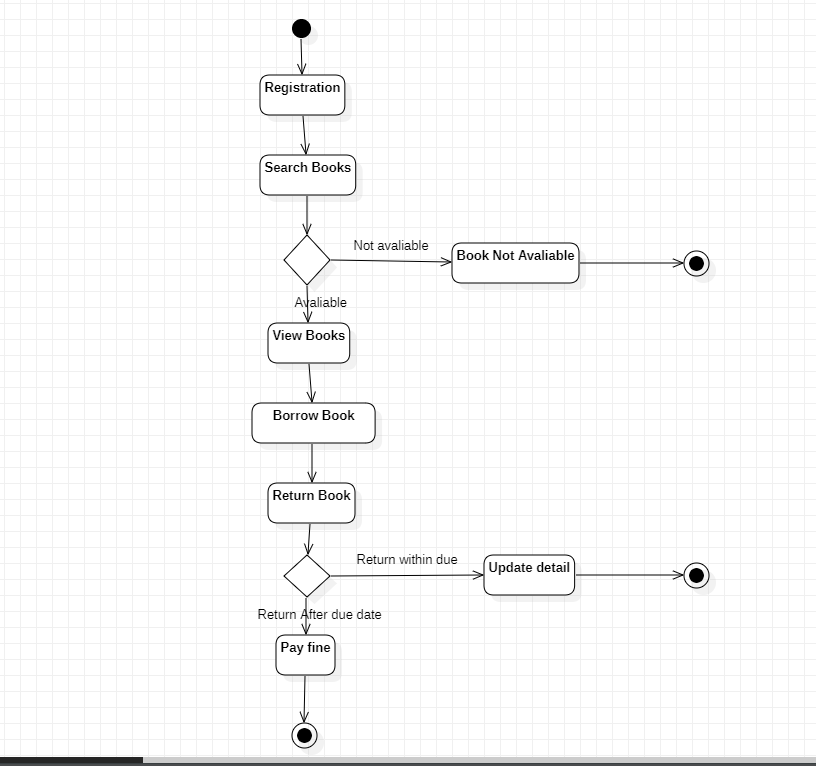 Registration
Search Books
Not avaliable
Book Not Avaliable
Avaliable
View Books
Borrow Book
Return Book
Return within due
Update detail
Return After due date
Pay fine